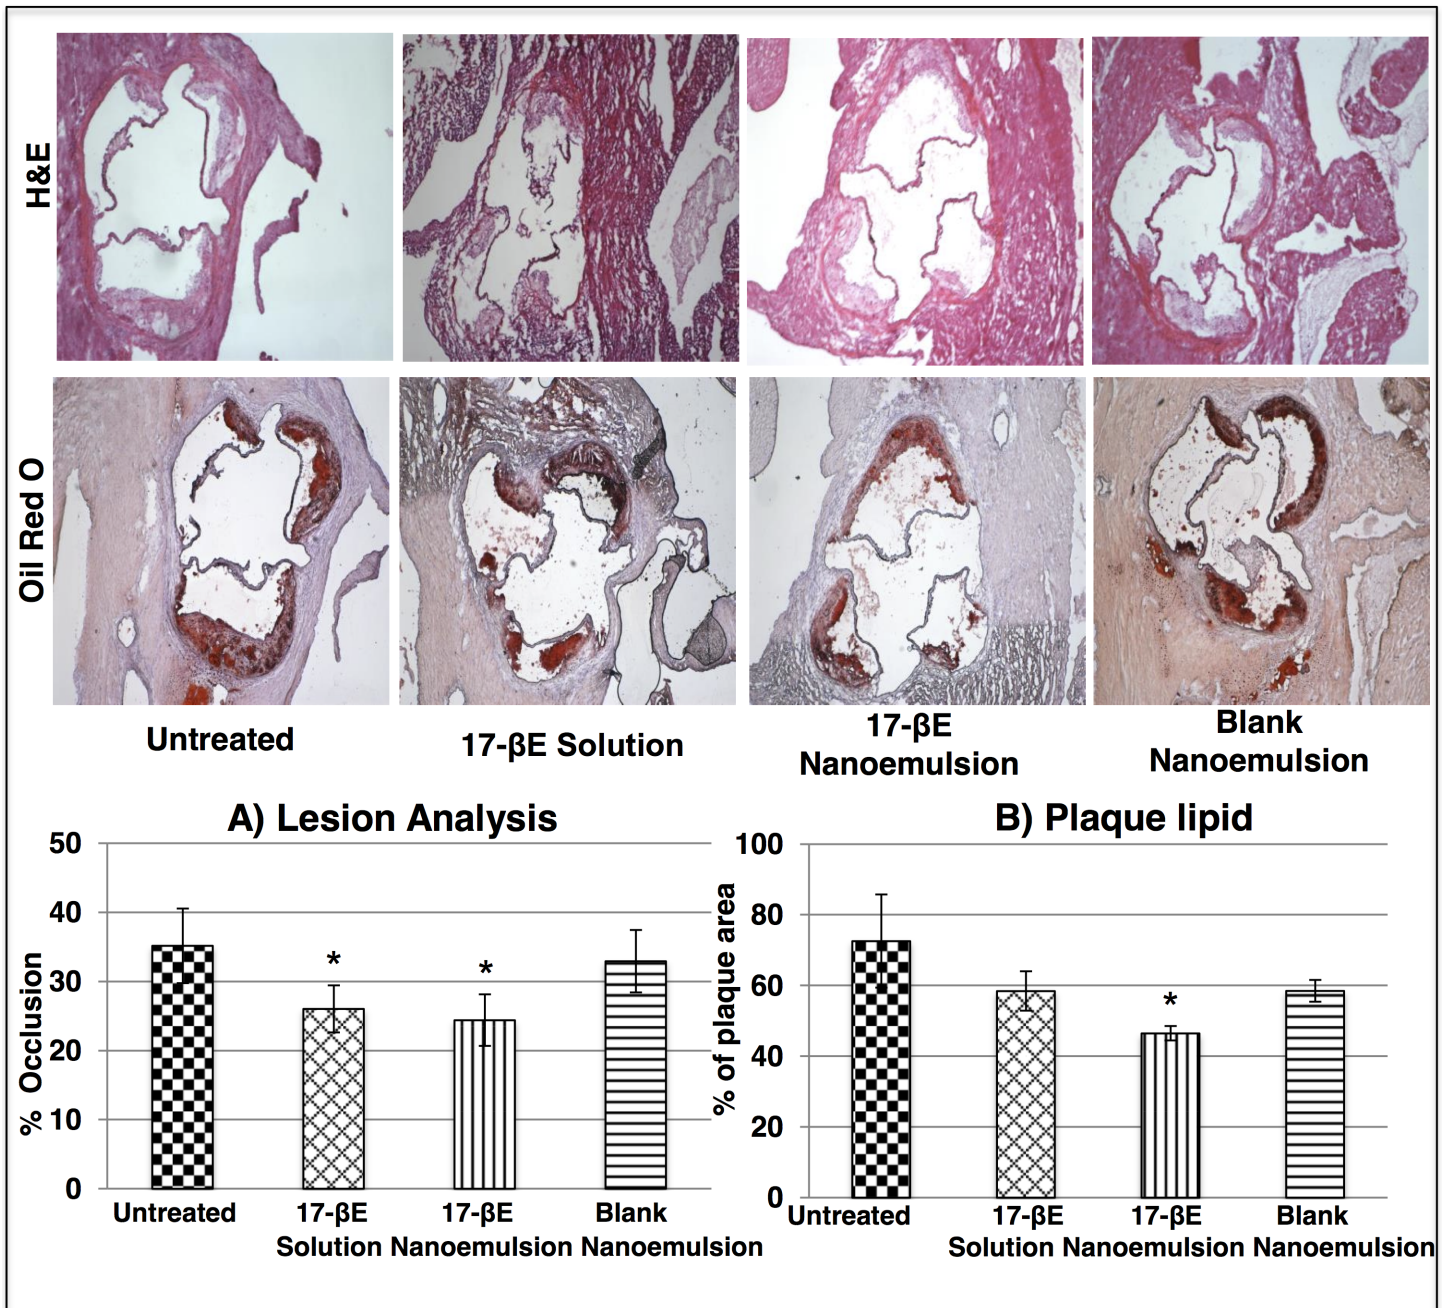 H&E
Oil Red O
Untreated
17-βE Solution
17-βE
Nanoemulsion
Blank
Nanoemulsion
A) Lesion Analysis
% Occlusion
50
40
30
20
10
0
*
*
Untreated
17-βE
Solution
17-βE
Nanoemulsion
Blank
Nanoemulsion
B) Plaque lipid
% of plaque area
100
80
60
40
20
0
*
Untreated
17-βE
Solution
17-βE
Nanoemulsion
Blank
Nanoemulsion